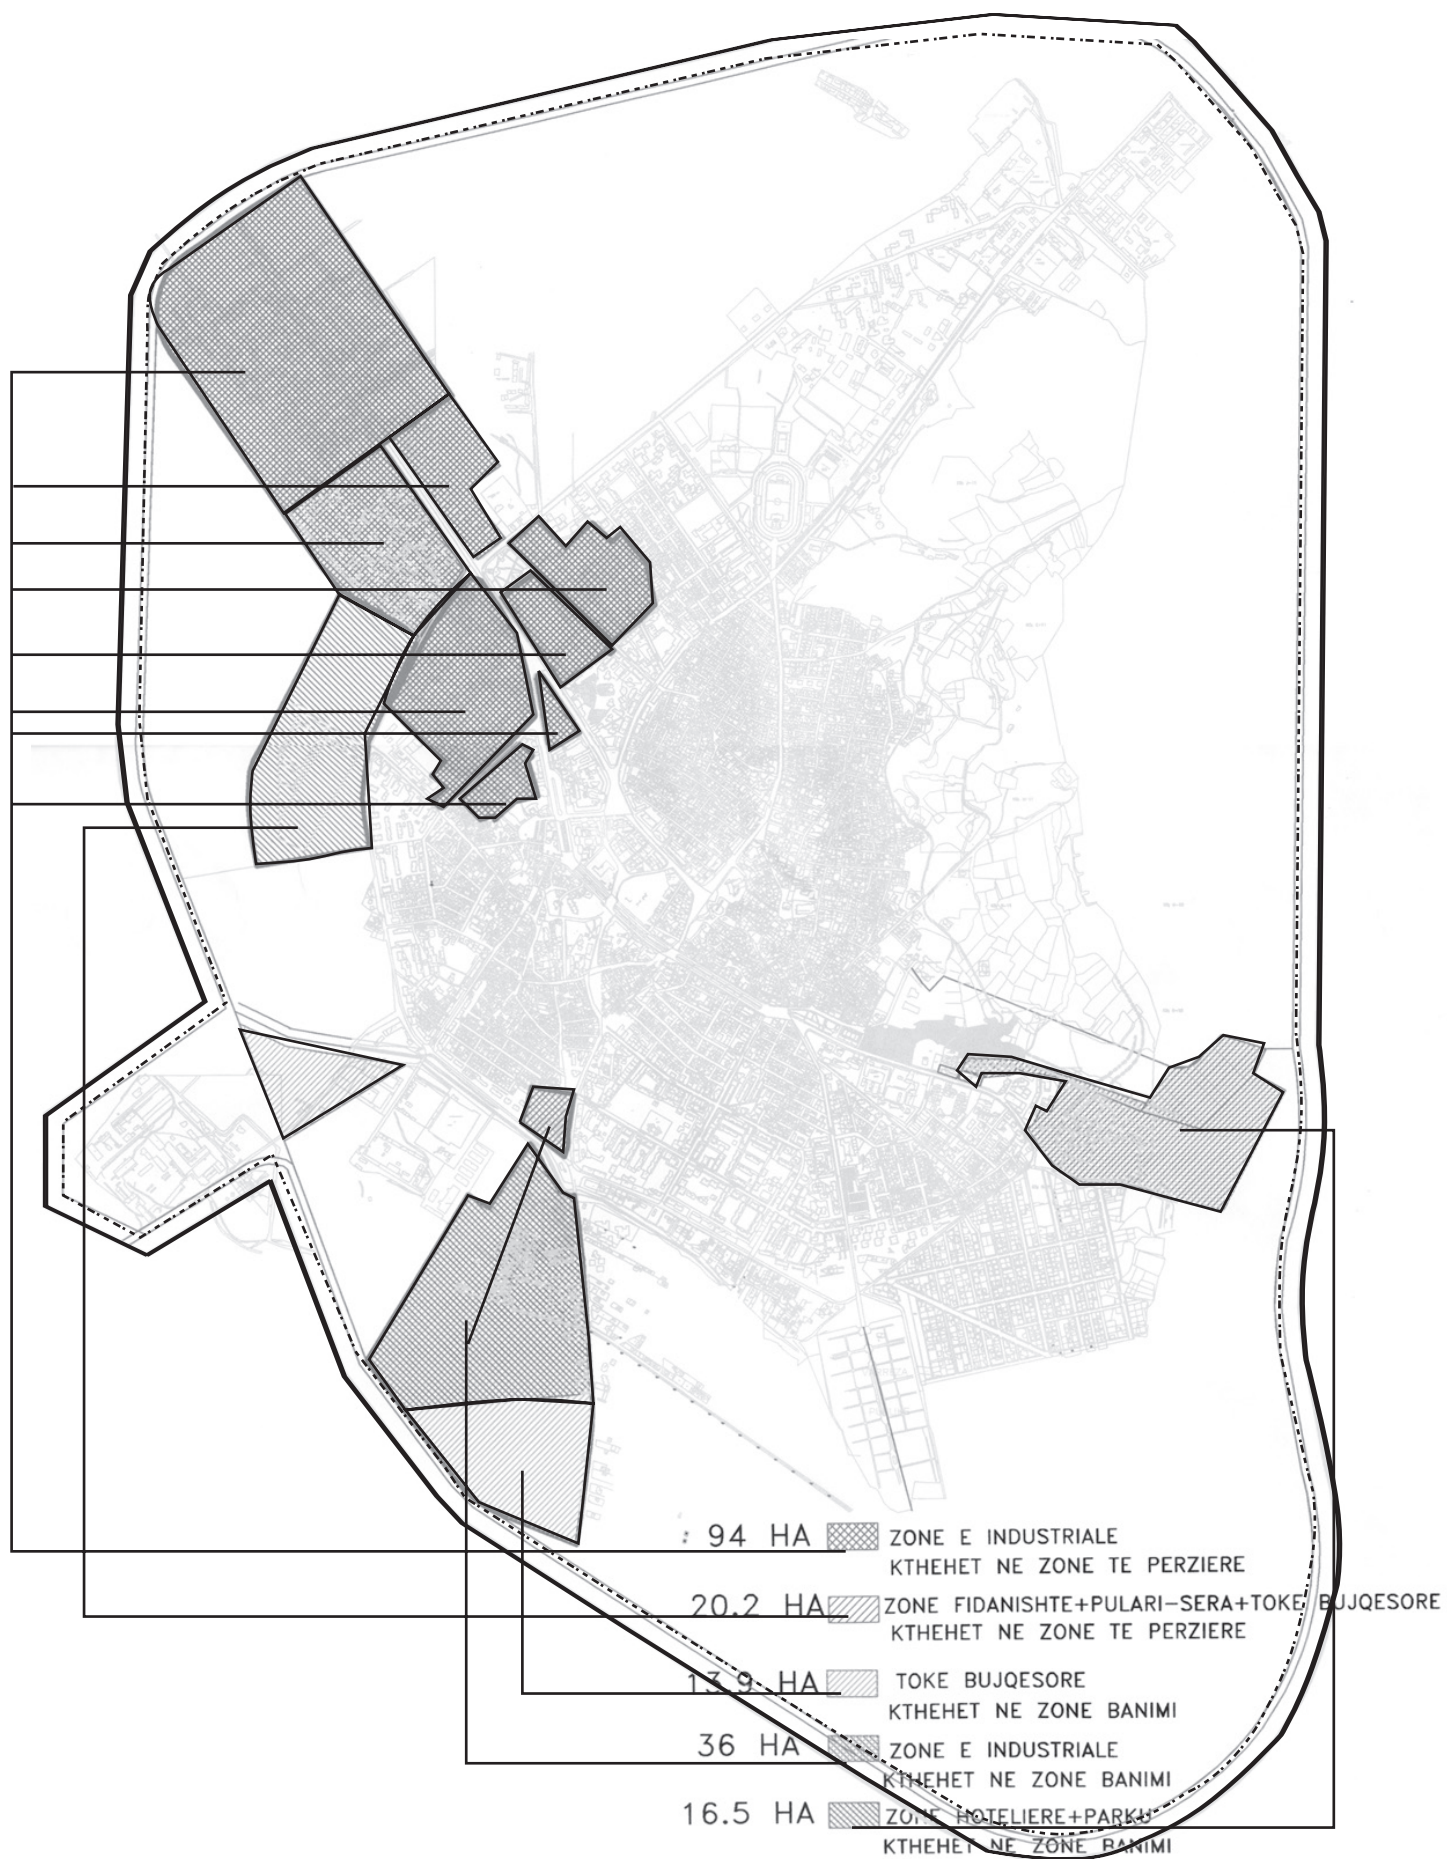 94 HA ZONE E INDUSTRIALE
KTHEHET NE ZONE TE PERZIERE
20.2 HA ZONE FIDANISHTE+PULARI-SERA+TOKE BUJQESORE
KTHEHET NE ZONE TE PERZIERE
13.9 HA TOKE BUJQESORE
KTHEHET NE ZONE BANIMI
36 HA ZONE E INDUSTRIALE
KTHEHET NE ZONE BANIMI
16.5 HA ZONE HOTELIERE+PARKU
KTHEHET NE ZONE BANIMI